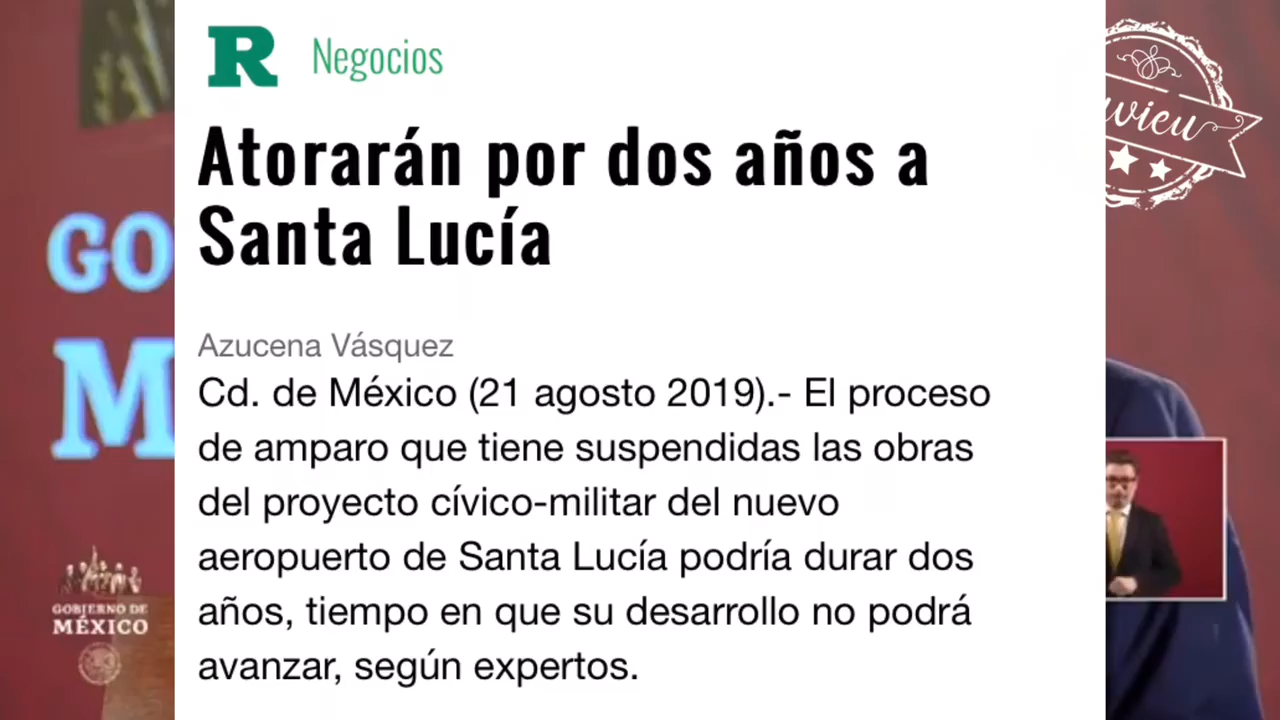 R Negocios
Atorarán por dos años a
Santa Lucía
Azucena Vásquez
Cd. de México (21 agosto 2019).- El proceso
de amparo que tiene suspendidas las obras
del proyecto cívico-militar del nuevo
aeropuerto de Santa Lucía podría durar dos
años, tiempo en que su desarrollo no podrá
avanzar, según expertos.
GO
M
GOBIERNO DE
MÉXICO